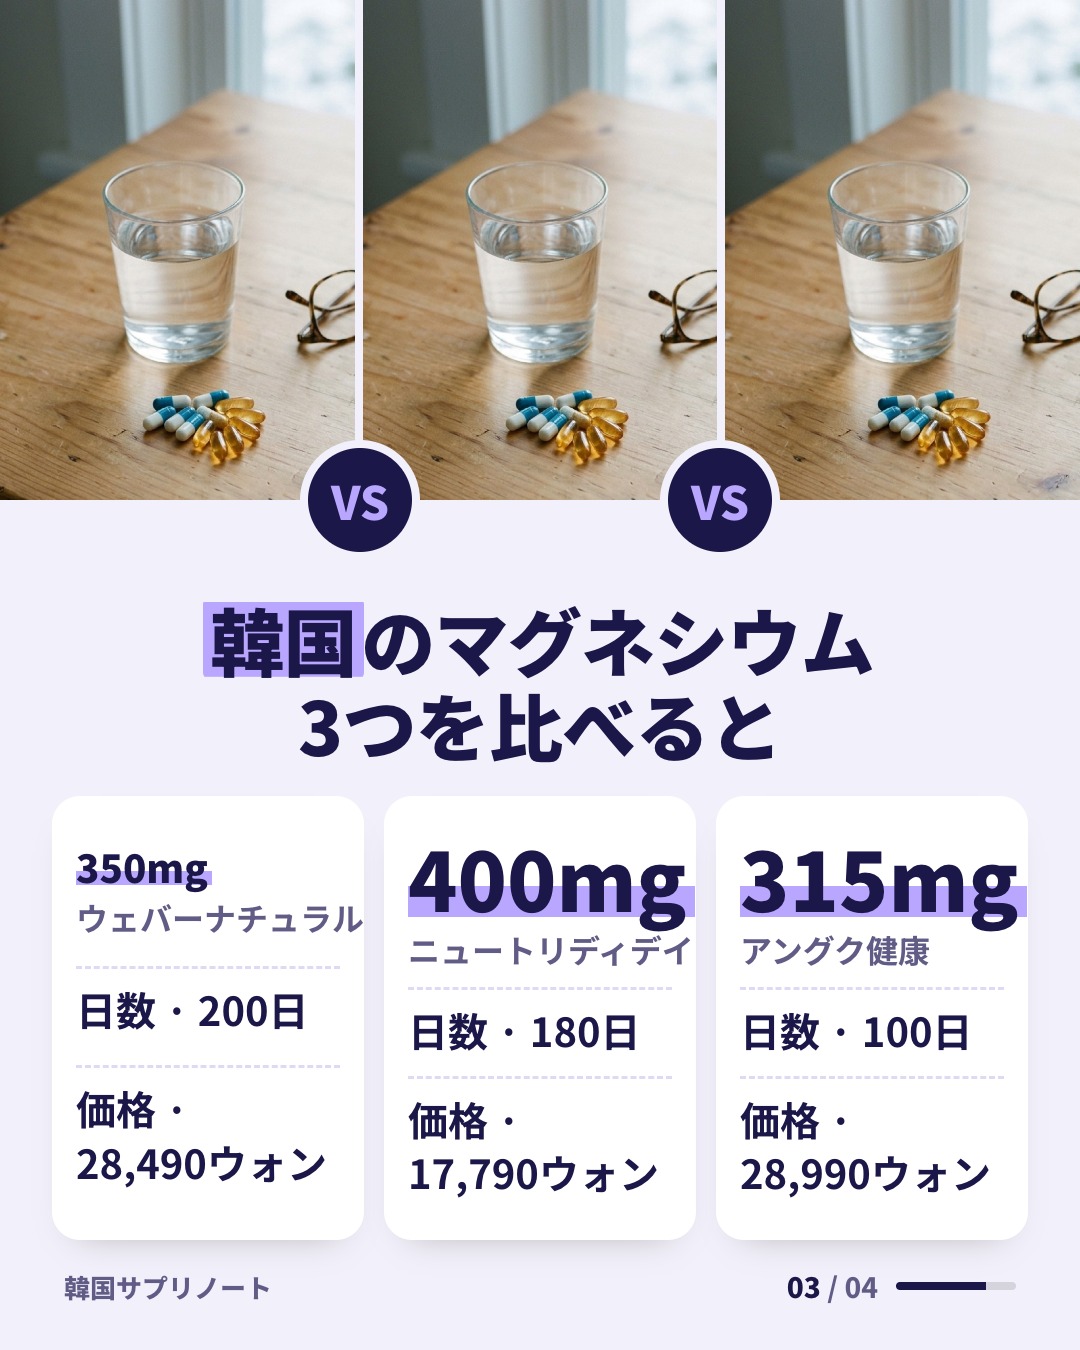 VS
VS
韓国のマグネシウム
3つを比べると
350mg
ウェバーナチュラル
日数・200日
価格・
28,490ウォン
400mg
ニュートリディデイ
日数・180日
価格・
17,790ウォン
315mg
アングク健康
日数・100日
価格・
28,990ウォン
韓国サプリノート
03 / 04